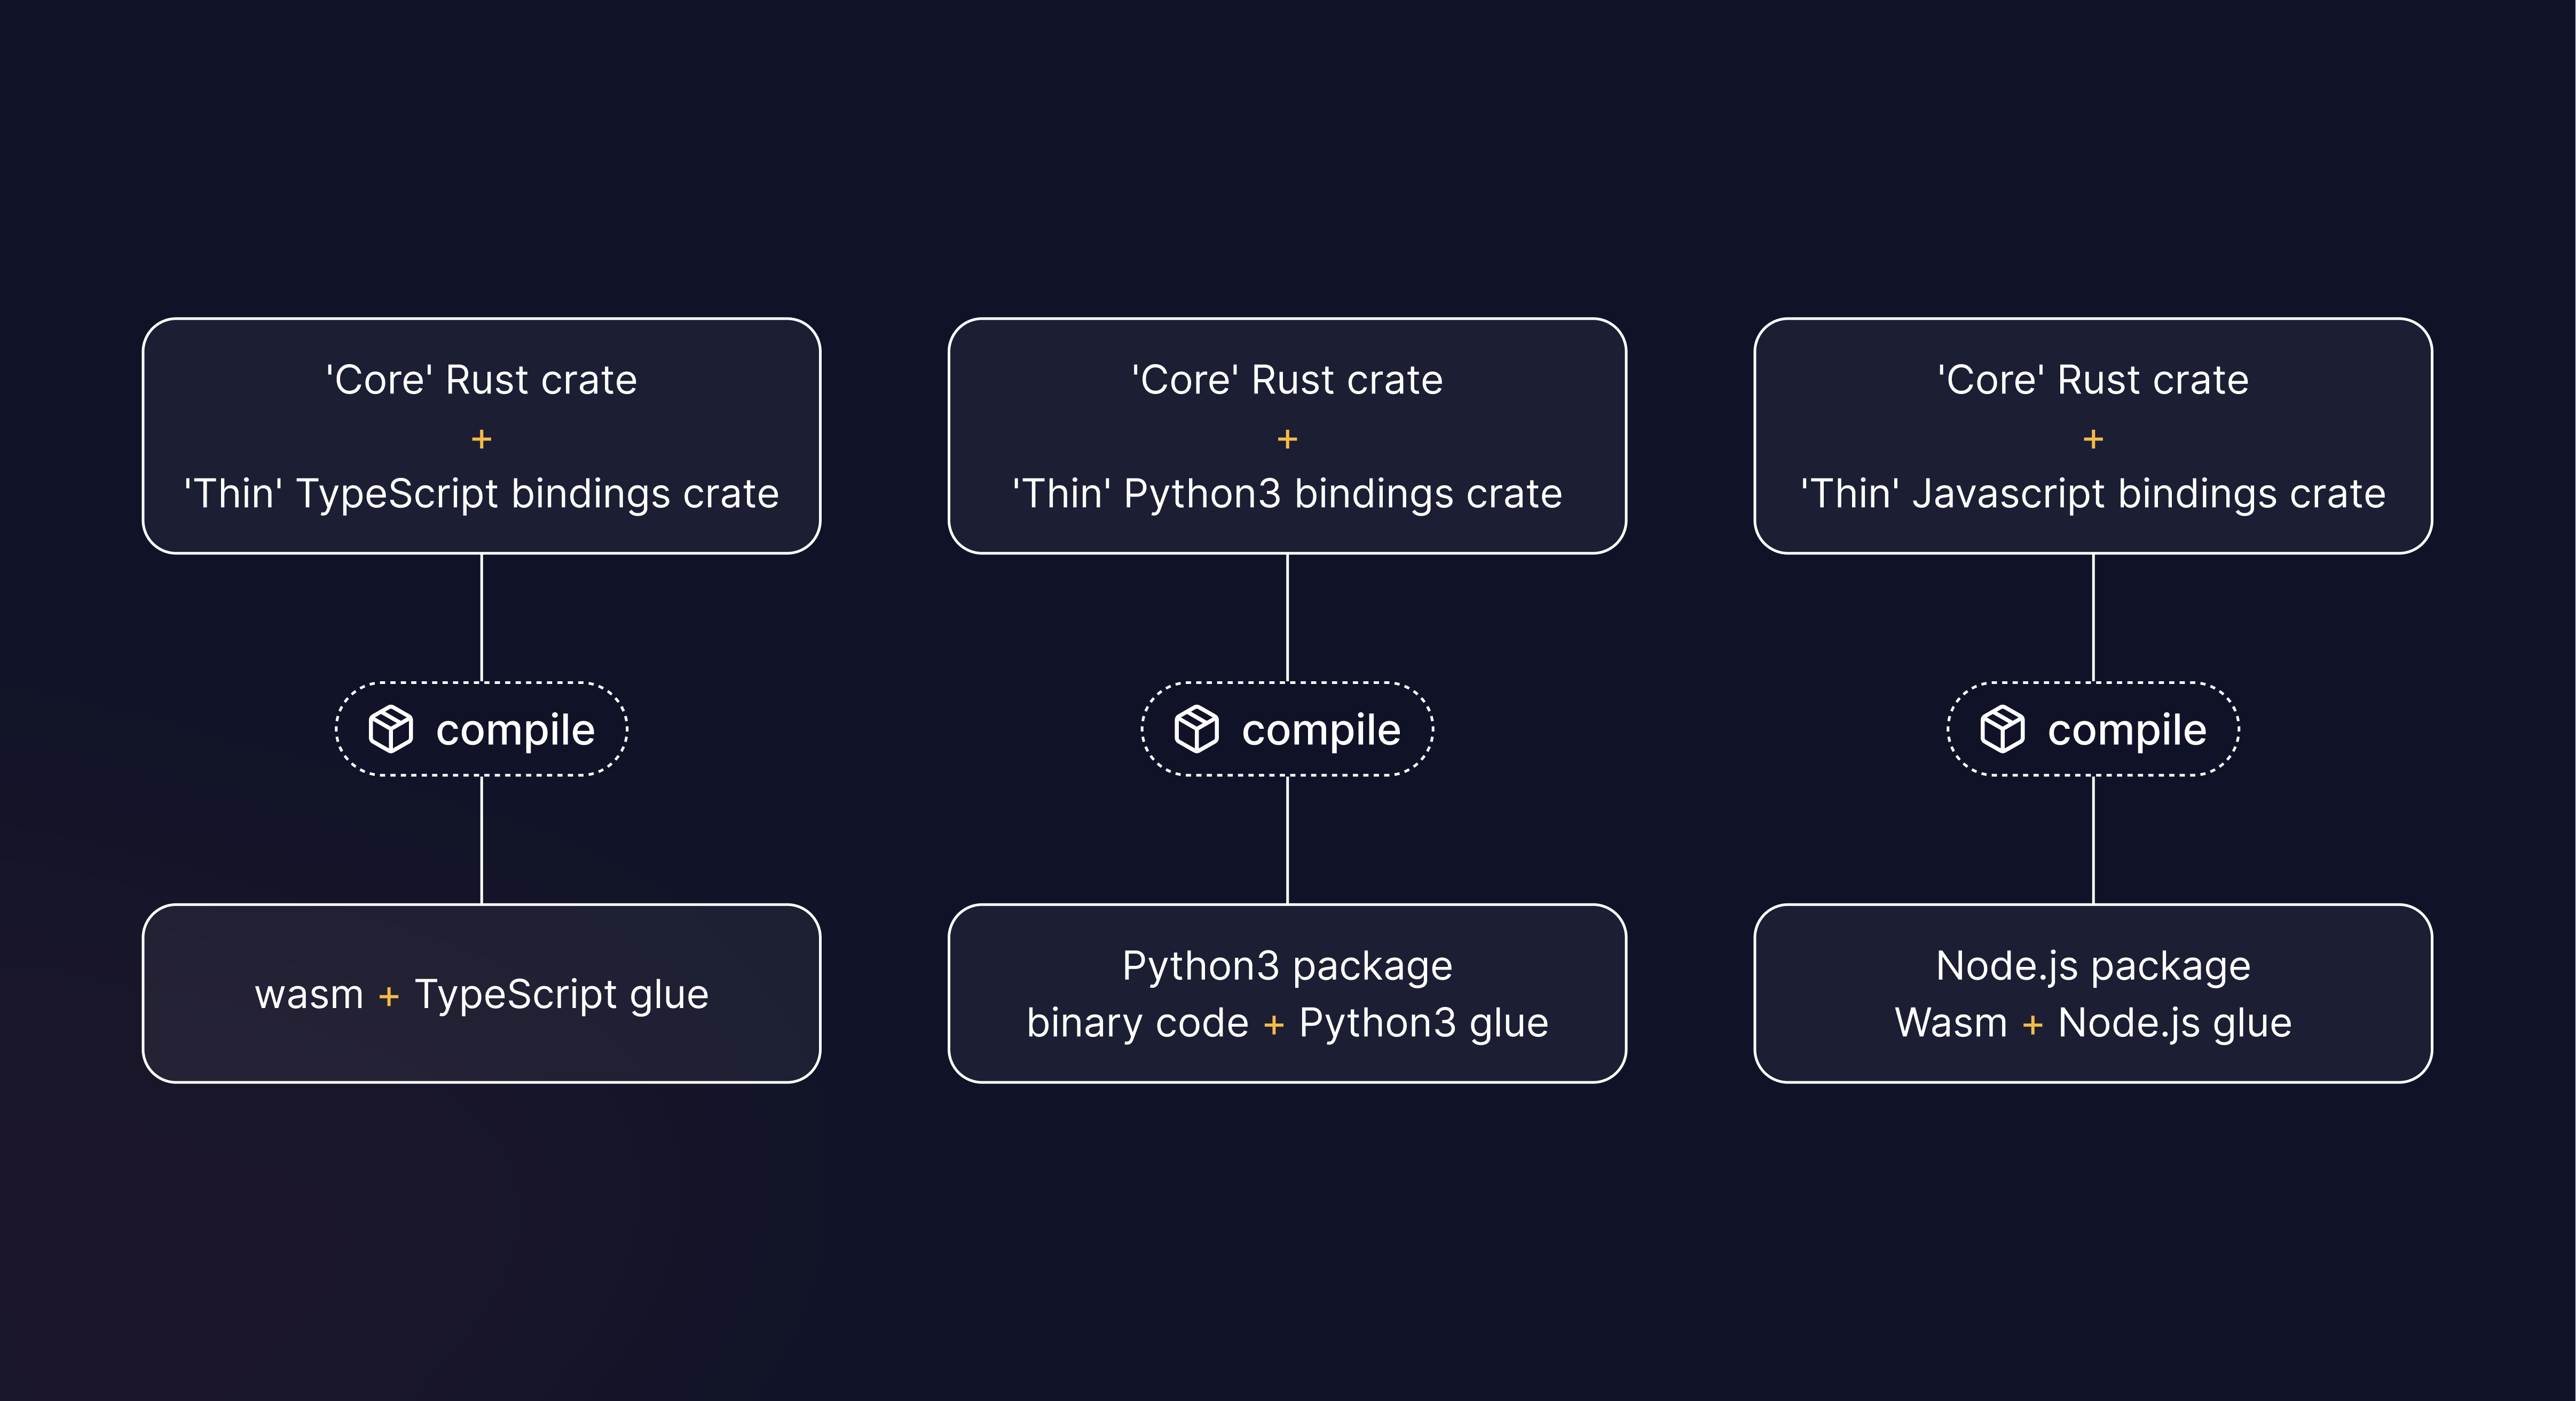 'Core' Rust crate
+
'Thin' TypeScript bindings crate
compile
wasm + TypeScript glue
'Core' Rust crate
+
'Thin' Python3 bindings crate
compile
Python3 package
binary code + Python3 glue
'Core' Rust crate
+
'Thin' Javascript bindings crate
compile
Node.js package
Wasm + Node.js glue